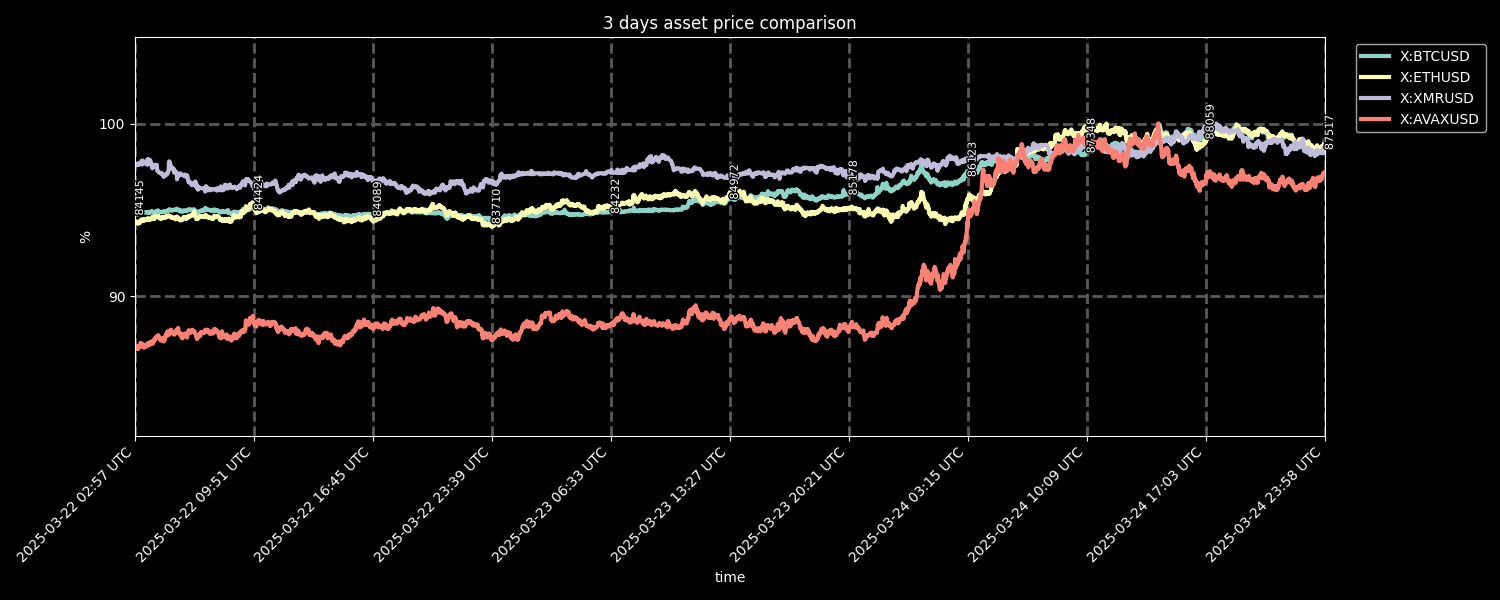 3 days asset price comparison
X:BTCUSD
X:ETHUSD
X:XMRUSD
X:AVAXUSD
100
90
%
84145
84424
84089
83710
84232
84972
85178
86123
87348
88059
87517
2025-03-22 02:57 UTC
2025-03-22 09:51 UTC
2025-03-22 16:45 UTC
2025-03-22 23:39 UTC
2025-03-23 06:33 UTC
2025-03-23 13:27 UTC
2025-03-23 20:21 UTC
2025-03-24 03:15 UTC
2025-03-24 10:09 UTC
2025-03-24 17:03 UTC
2025-03-24 23:58 UTC
time